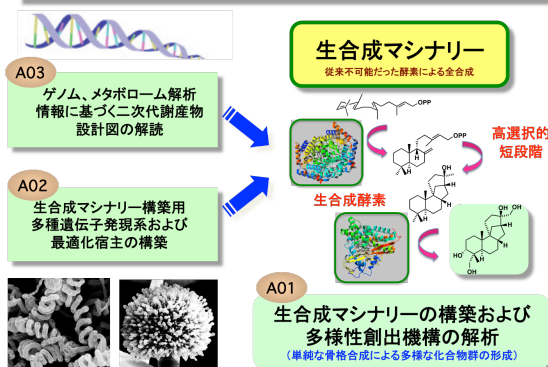 A03
ゲノム、メタボローム解析
情報に基づく二次代謝産物
設計図の解読
A02
生合成マシナリー構築用
多種遺伝子発現系および
最適化宿主の構築
生合成マシナリー
従来不可能だった酵素による全合成
OPP
OPP
H
H
高選択的
短段階
生合成酵素
OH
H
H
OH
OH
H
H
HO
OH
A01
生合成マシナリーの構築および
多様性創出機構の解析
(単純な骨格合成による多様な化合物群の形成)